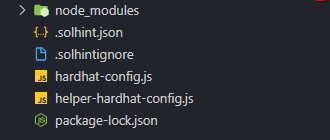 node_modules
.solhint.json
.solhintignore
hardhat-config.js
helper-hardhat-config.js
package-lock.json